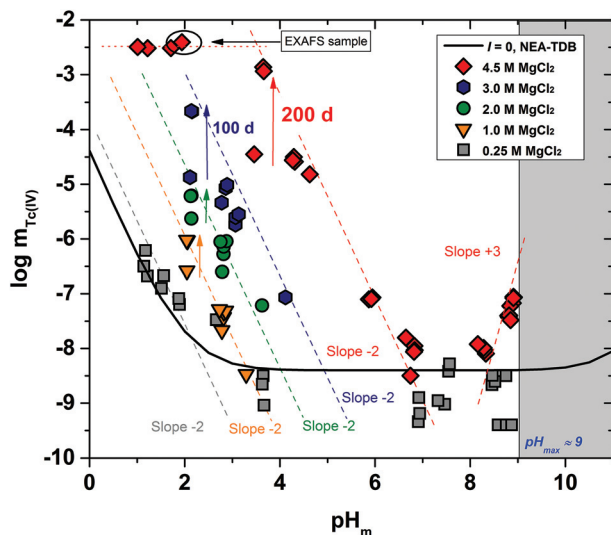 -2
-3
-4
-5
-6
-7
-8
-9
-10
log m Tc(IV)
0
2
4
6
8
10
pHm
EXAFS sample
I = 0, NEA-TDB
4.5 M MgCl2
3.0 M MgCl2
2.0 M MgCl2
1.0 M MgCl2
0.25 M MgCl2
100 d
200 d
Slope +3
Slope -2
Slope -2
Slope -2
Slope -2
Slope -2
pHmax ≈ 9